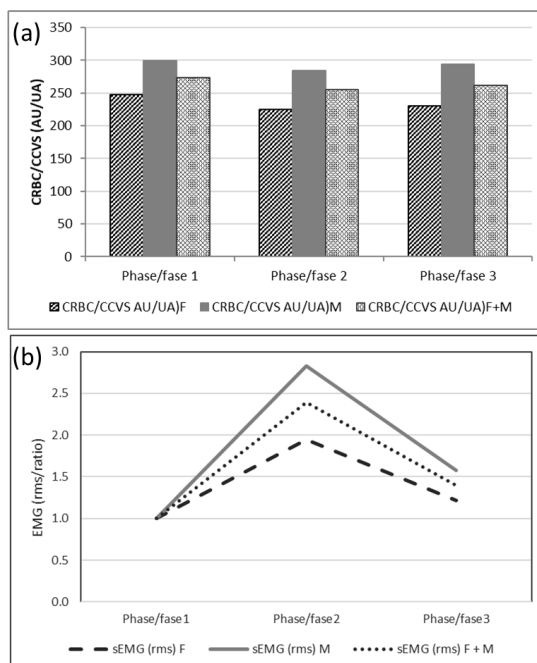 (a)
CRBC/CCVS (AU/UA)
350
300
250
200
150
100
50
0
Phase/fase 1 Phase/fase 2 Phase/fase 3
CRBC/CCVS AU/UA)F CRBC/CCVS AU/UA)M CRBC/CCVS AU/UA)F+M
(b)
EMG (rms/ratio)
3.0
2.5
2.0
1.5
1.0
0.5
0.0
Phase/fase1 Phase/fase2 Phase/fase3
sEMG (rms) F sEMG (rms) M sEMG (rms) F + M